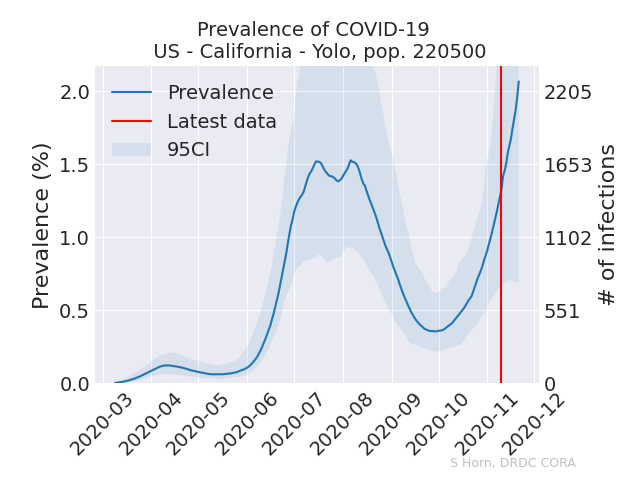 Prevalence of COVID-19
US - California - Yolo, pop. 220500
Prevalence
Latest data
95CI
Prevalence (%)
2.0
1.5
1.0
0.5
0.0
2205
1653
1102
551
0
# of infections
2020-03
2020-04
2020-05
2020-06
2020-07
2020-08
2020-09
2020-10
2020-11
2020-12
S Horn, DRDC CORA